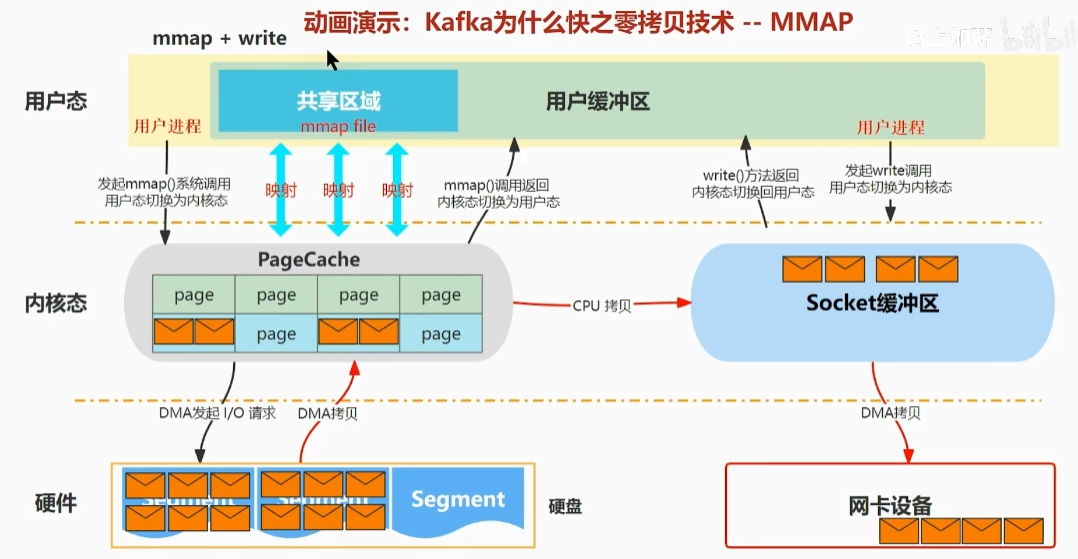 动画演示：Kafka为什么快之零拷贝技术 -- MMAP
mmap + write
bilibili
用户态
共享区域
mmap file
用户缓冲区
用户进程
用户进程
发起mmap()系统调用
用户态切换为内核态
映射
映射
映射
mmap()调用返回
内核态切换为用户态
write()方法返回
内核态切换回用户态
发起write调用
用户态切换为内核态
内核态
PageCache
page
page
page
page
page
page
CPU 拷贝
Socket缓冲区
DMA发起 I/O 请求
DMA拷贝
DMA拷贝
硬件
Segment
Segment
Segment
硬盘
网卡设备